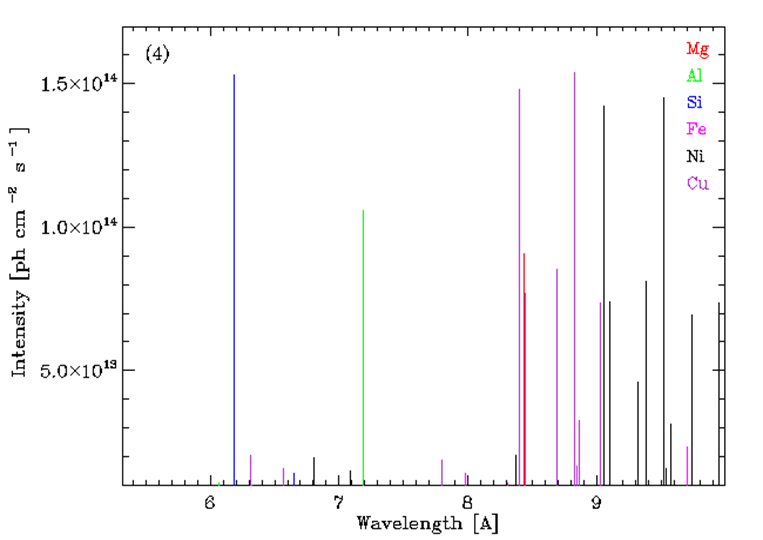 (4)
Mg
Al
Si
Fe
Ni
Cu
1.5×10¹⁴
1.0×10¹⁴
5.0×10¹³
Intensity [ph cm⁻² s⁻¹]
6 7 8 9
Wavelength [A]